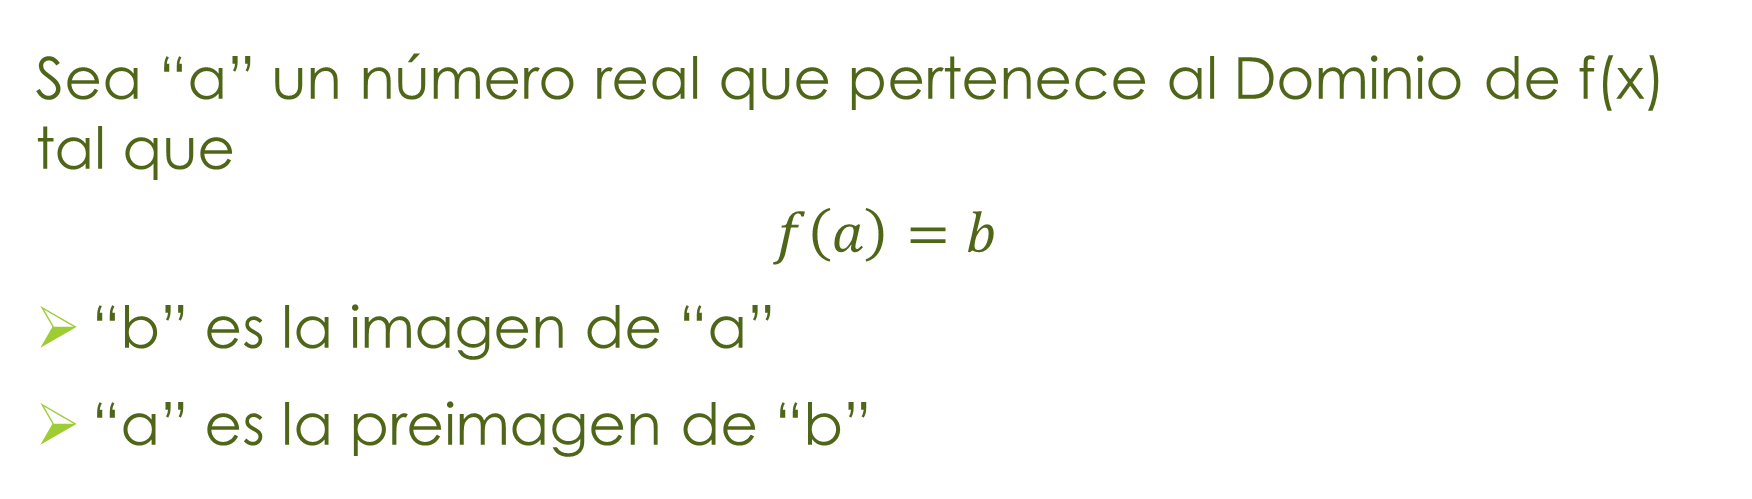 Sea “a” un número real que pertenece al Dominio de f(x)
tal que
f(a) = b
“b” es la imagen de “a”
“a” es la preimagen de “b”